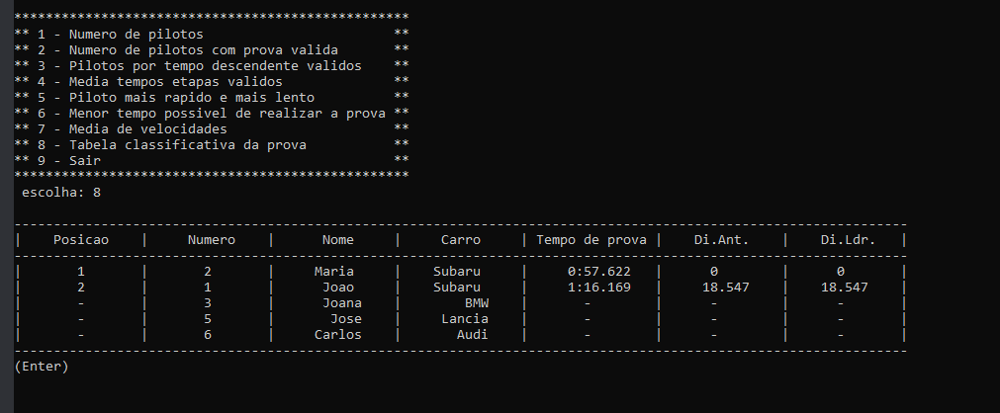 **************************************************
** 1 - Numero de pilotos                        **
** 2 - Numero de pilotos com prova valida       **
** 3 - Pilotos por tempo descendente validos    **
** 4 - Media tempos etapas validos              **
** 5 - Piloto mais rapido e mais lento          **
** 6 - Menor tempo possivel de realizar a prova **
** 7 - Media de velocidades                     **
** 8 - Tabela classificativa da prova           **
** 9 - Sair                                     **
**************************************************
 escolha: 8
-----------------------------------------------------------------------------------------------------------------
|    Posicao    |     Numero    |      Nome     |     Carro     | Tempo de prova |    Di.Ant.    |    Di.Ldr.   |
-----------------------------------------------------------------------------------------------------------------
|       1       |       2       |     Maria     |    Subaru     |     0:57.622   |      0        |      0       |
|       2       |       1       |      Joao     |    Subaru     |     1:16.169   |     18.547    |    18.547    |
|       -       |       3       |      Joana    |        BMW    |       -        |      -        |      -       |
|       -       |       5       |       Jose    |     Lancia    |       -        |      -        |      -       |
|       -       |       6       |     Carlos    |       Audi    |       -        |      -        |      -       |
-----------------------------------------------------------------------------------------------------------------
(Enter)